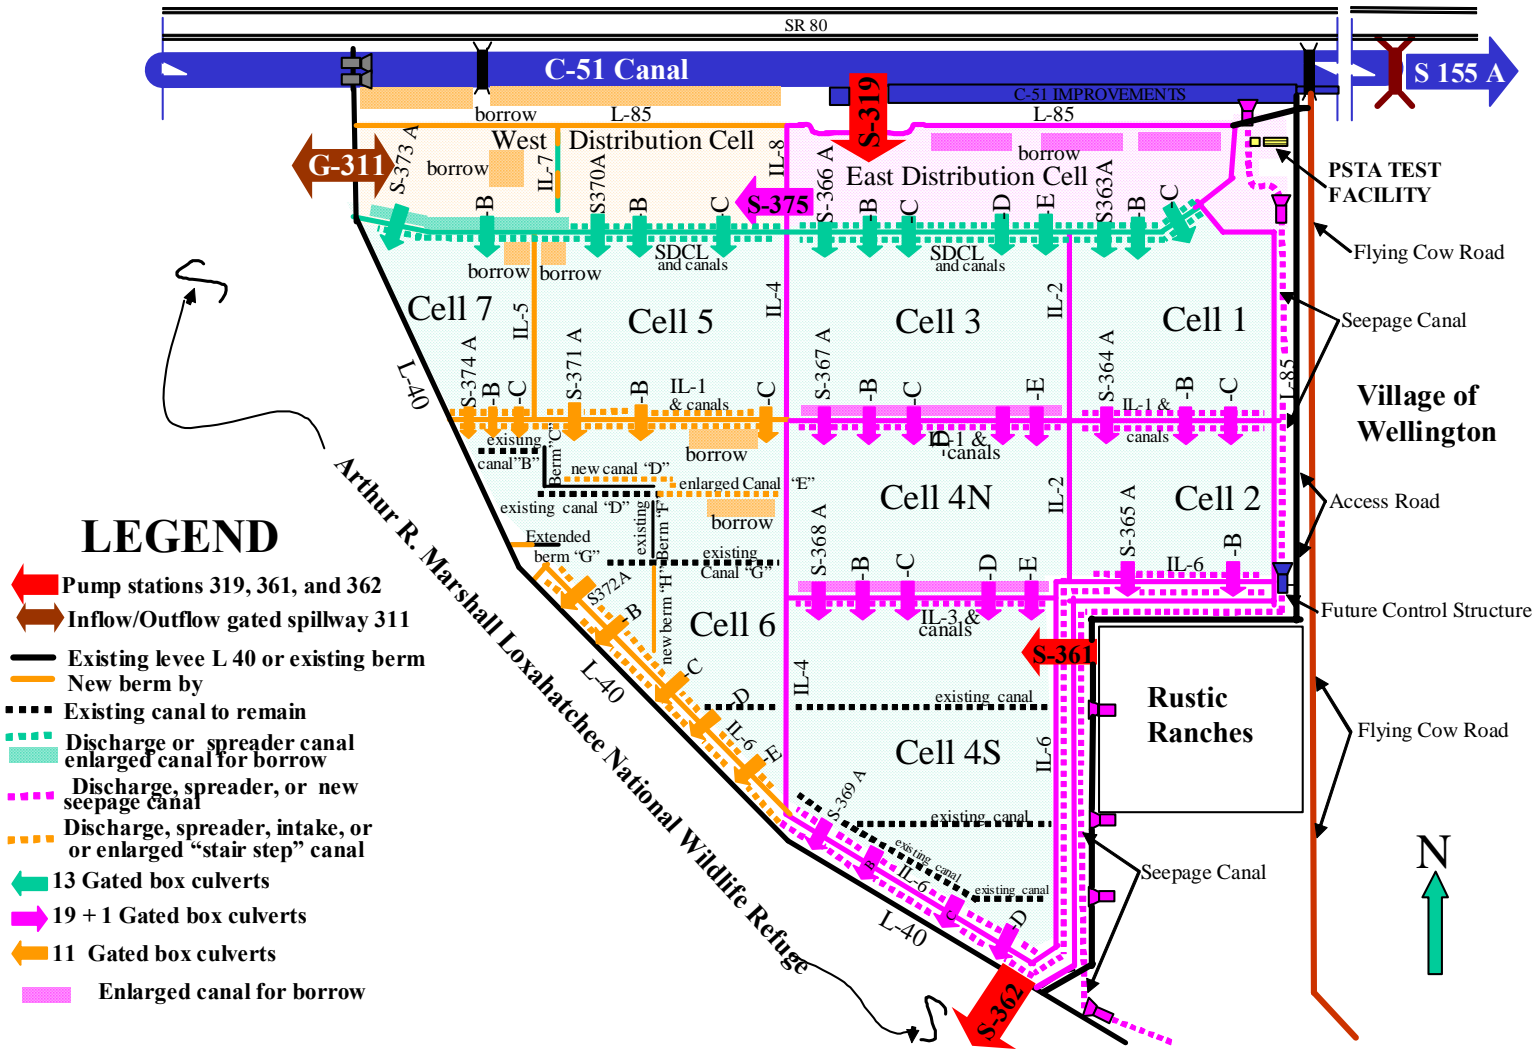 SR 80
C-51 Canal
S 155 A
C-51 IMPROVEMENTS
S-319
borrow
L-85
L-85
West Distribution Cell
borrow
G-311
S-373 A
borrow
IL-7
IL-8
S-366 A
East Distribution Cell
PSTA TEST
FACILITY
-B
S370A
-B
-C
S-375
-B
-C
-D
-E
S363A
-B
-C
SDCL
and canals
SDCL
and canals
borrow
borrow
Flying Cow Road
Cell 7
IL-5
Cell 5
IL-4
Cell 3
IL-2
Cell 1
Seepage Canal
L-40
S-374 A
-B
-C
S-371 A
-B
IL-1
& canals
-C
S-367 A
-B
-C
-E
S-364 A
-B
-C
IL-1 &
canals
L-85
Village of
Wellington
existing
canal"B"
Berm"C"
borrow
IL-1 &
canals
-D
new canal "D"
enlarged Canal "E"
existing canal "D"
borrow
existing
Berm "F"
Cell 4N
IL-2
Cell 2
Access Road
S-368 A
-B
-C
-D
-E
S-365 A
-B
IL-6
Extended
berm "G"
existing
Canal "G"
S372A
-B
new berm "H"
Cell 6
IL-3 &
canals
Future Control Structure
S-361
L-40
-C
-D
IL-6
-E
IL-4
existing canal
Cell 4S
IL-6
Rustic
Ranches
Flying Cow Road
S-369 A
existing canal
B
existing canal
IL-6
existing canal
C
-D
L-40
S-362
Seepage Canal
N
Arthur R. Marshall Loxahatchee National Wildlife Refuge
LEGEND
Pump stations 319, 361, and 362
Inflow/Outflow gated spillway 311
Existing levee L 40 or existing berm
New berm by
Existing canal to remain
Discharge or spreader canal
enlarged canal for borrow
Discharge, spreader, or new
seepage canal
Discharge, spreader, intake, or
or enlarged “stair step” canal
13 Gated box culverts
19 + 1 Gated box culverts
11 Gated box culverts
Enlarged canal for borrow